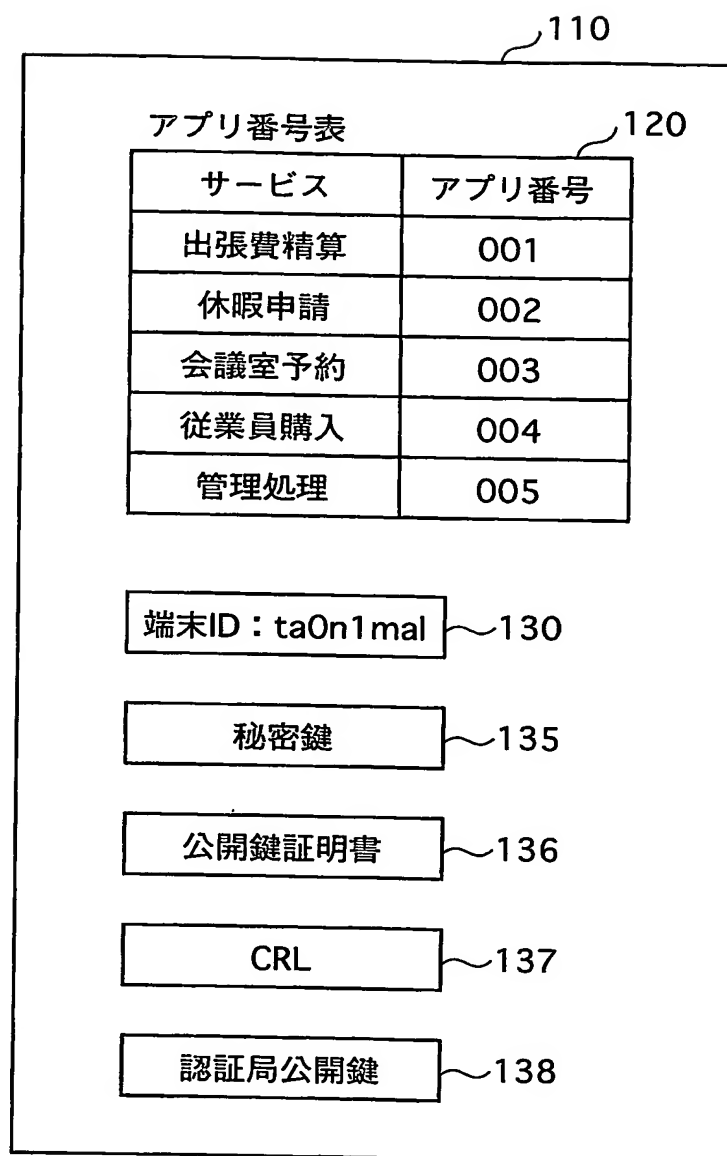 110
アプリ番号表 120
サービス アプリ番号
出張費精算 001
休暇申請 002
会議室予約 003
従業員購入 004
管理処理 005
端末ID：ta0n1mal 130
秘密鍵 135
公開鍵証明書 136
CRL 137
認証局公開鍵 138